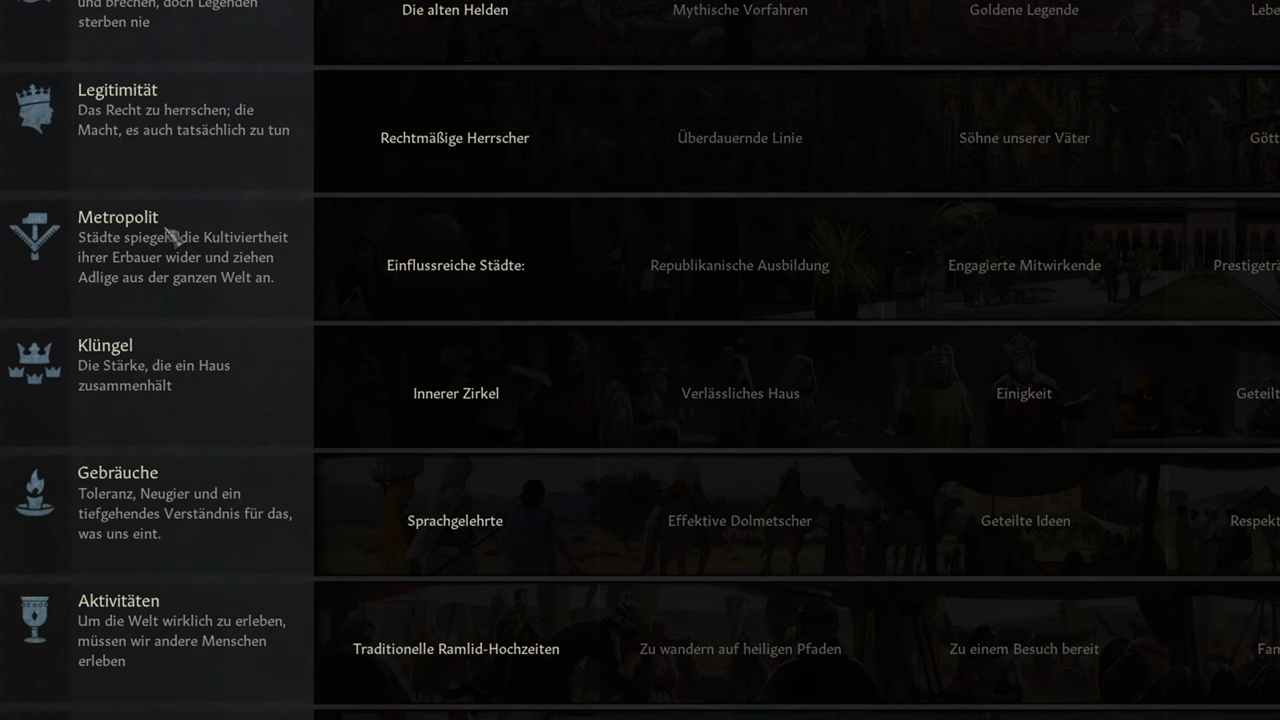 und brechen, doch Legenden
sterben nie
Die alten Helden
Mythische Vorfahren
Goldene Legende
Legitimität
Das Recht zu herrschen; die
Macht, es auch tatsächlich zu tun
Rechtmäßige Herrscher
Überdauernde Linie
Söhne unserer Väter
Metropolit
Städte spiegeln die Kultiviertheit
ihrer Erbauer wider und ziehen
Adlige aus der ganzen Welt an.
Einflussreiche Städte:
Republikanische Ausbildung
Engagierte Mitwirkende
Klüngel
Die Stärke, die ein Haus
zusammenhält
Innerer Zirkel
Verlässliches Haus
Einigkeit
Gebräuche
Toleranz, Neugier und ein
tiefgehendes Verständnis für das,
was uns eint.
Sprachgelehrte
Effektive Dolmetscher
Geteilte Ideen
Aktivitäten
Um die Welt wirklich zu erleben,
müssen wir andere Menschen
erleben
Traditionelle Ramlid-Hochzeiten
Zu wandern auf heiligen Pfaden
Zu einem Besuch bereit